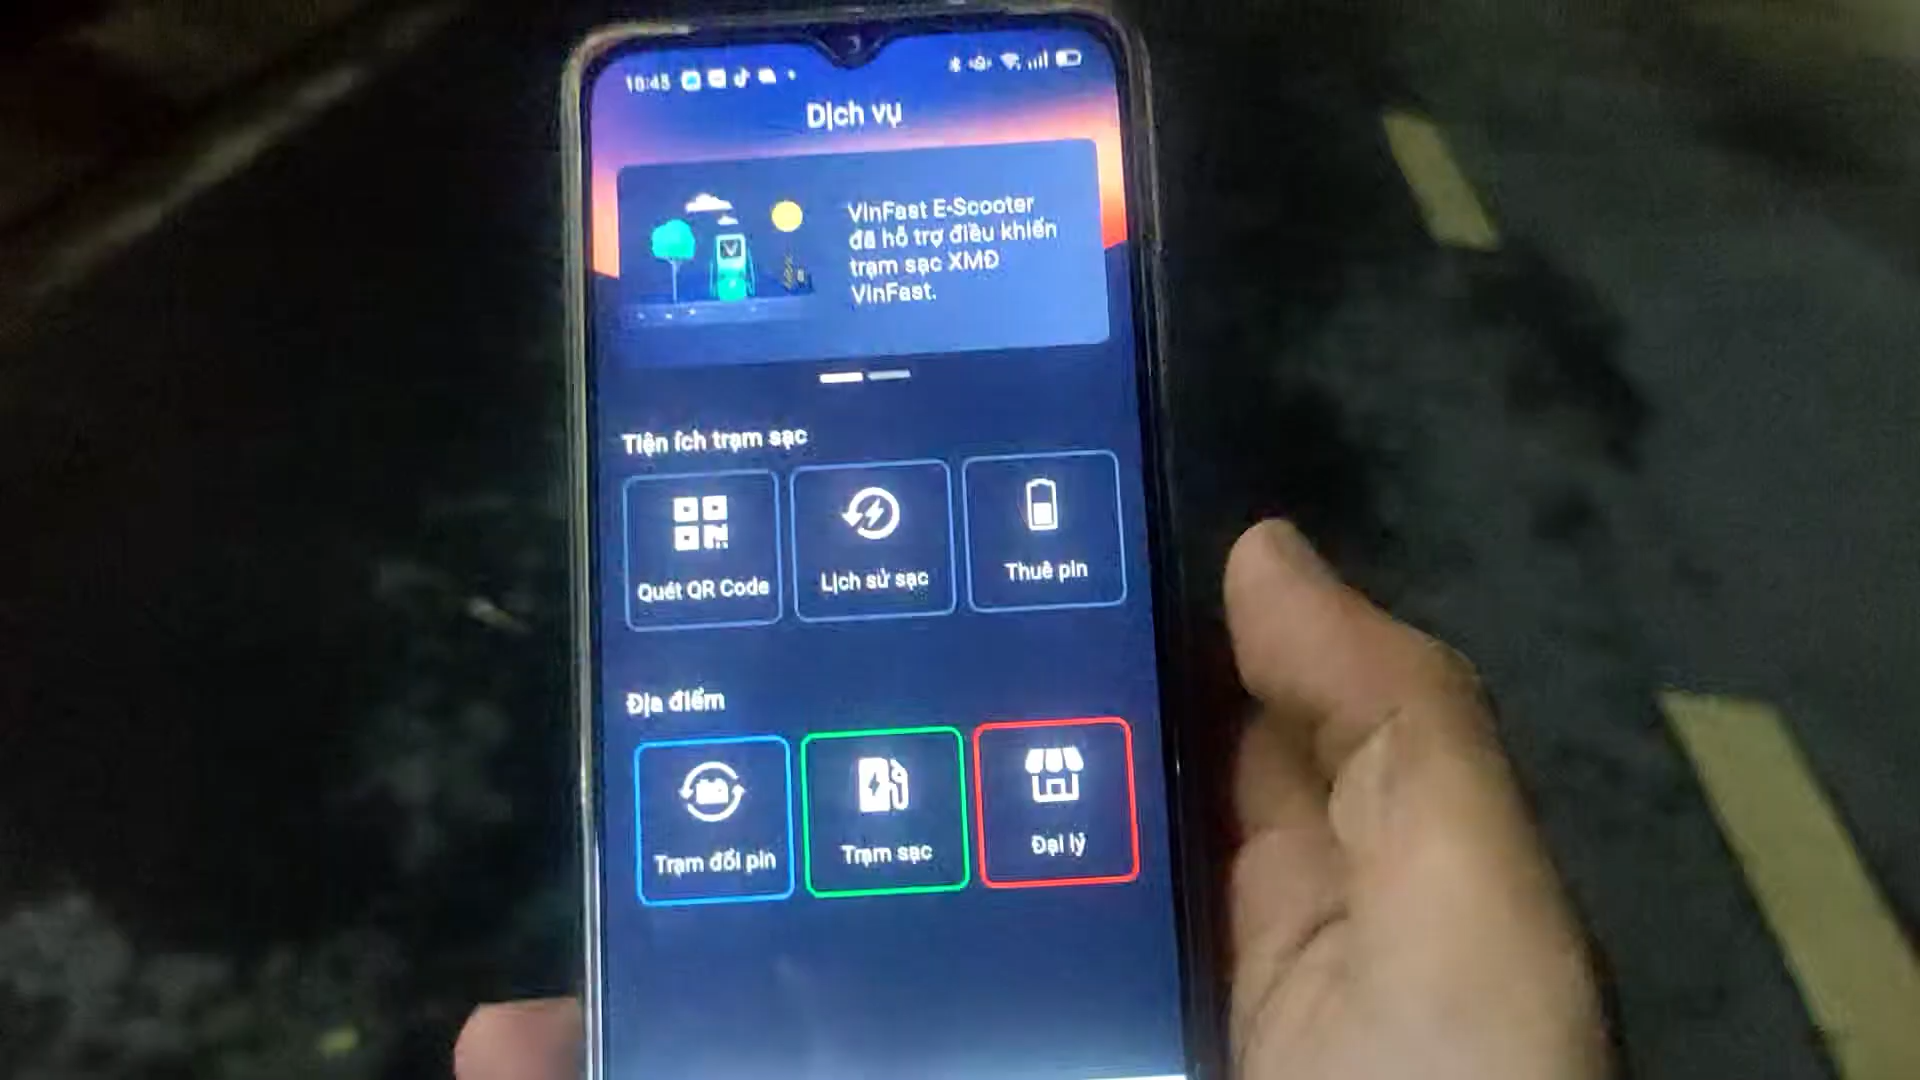 10:45
Dịch vụ
VinFast E-Scooter
đã hỗ trợ điều khiển
trạm sạc XMĐ
VinFast.
Tiện ích trạm sạc
Quét QR Code
Lịch sử sạc
Thuê pin
Địa điểm
Trạm đổi pin
Trạm sạc
Đại lý